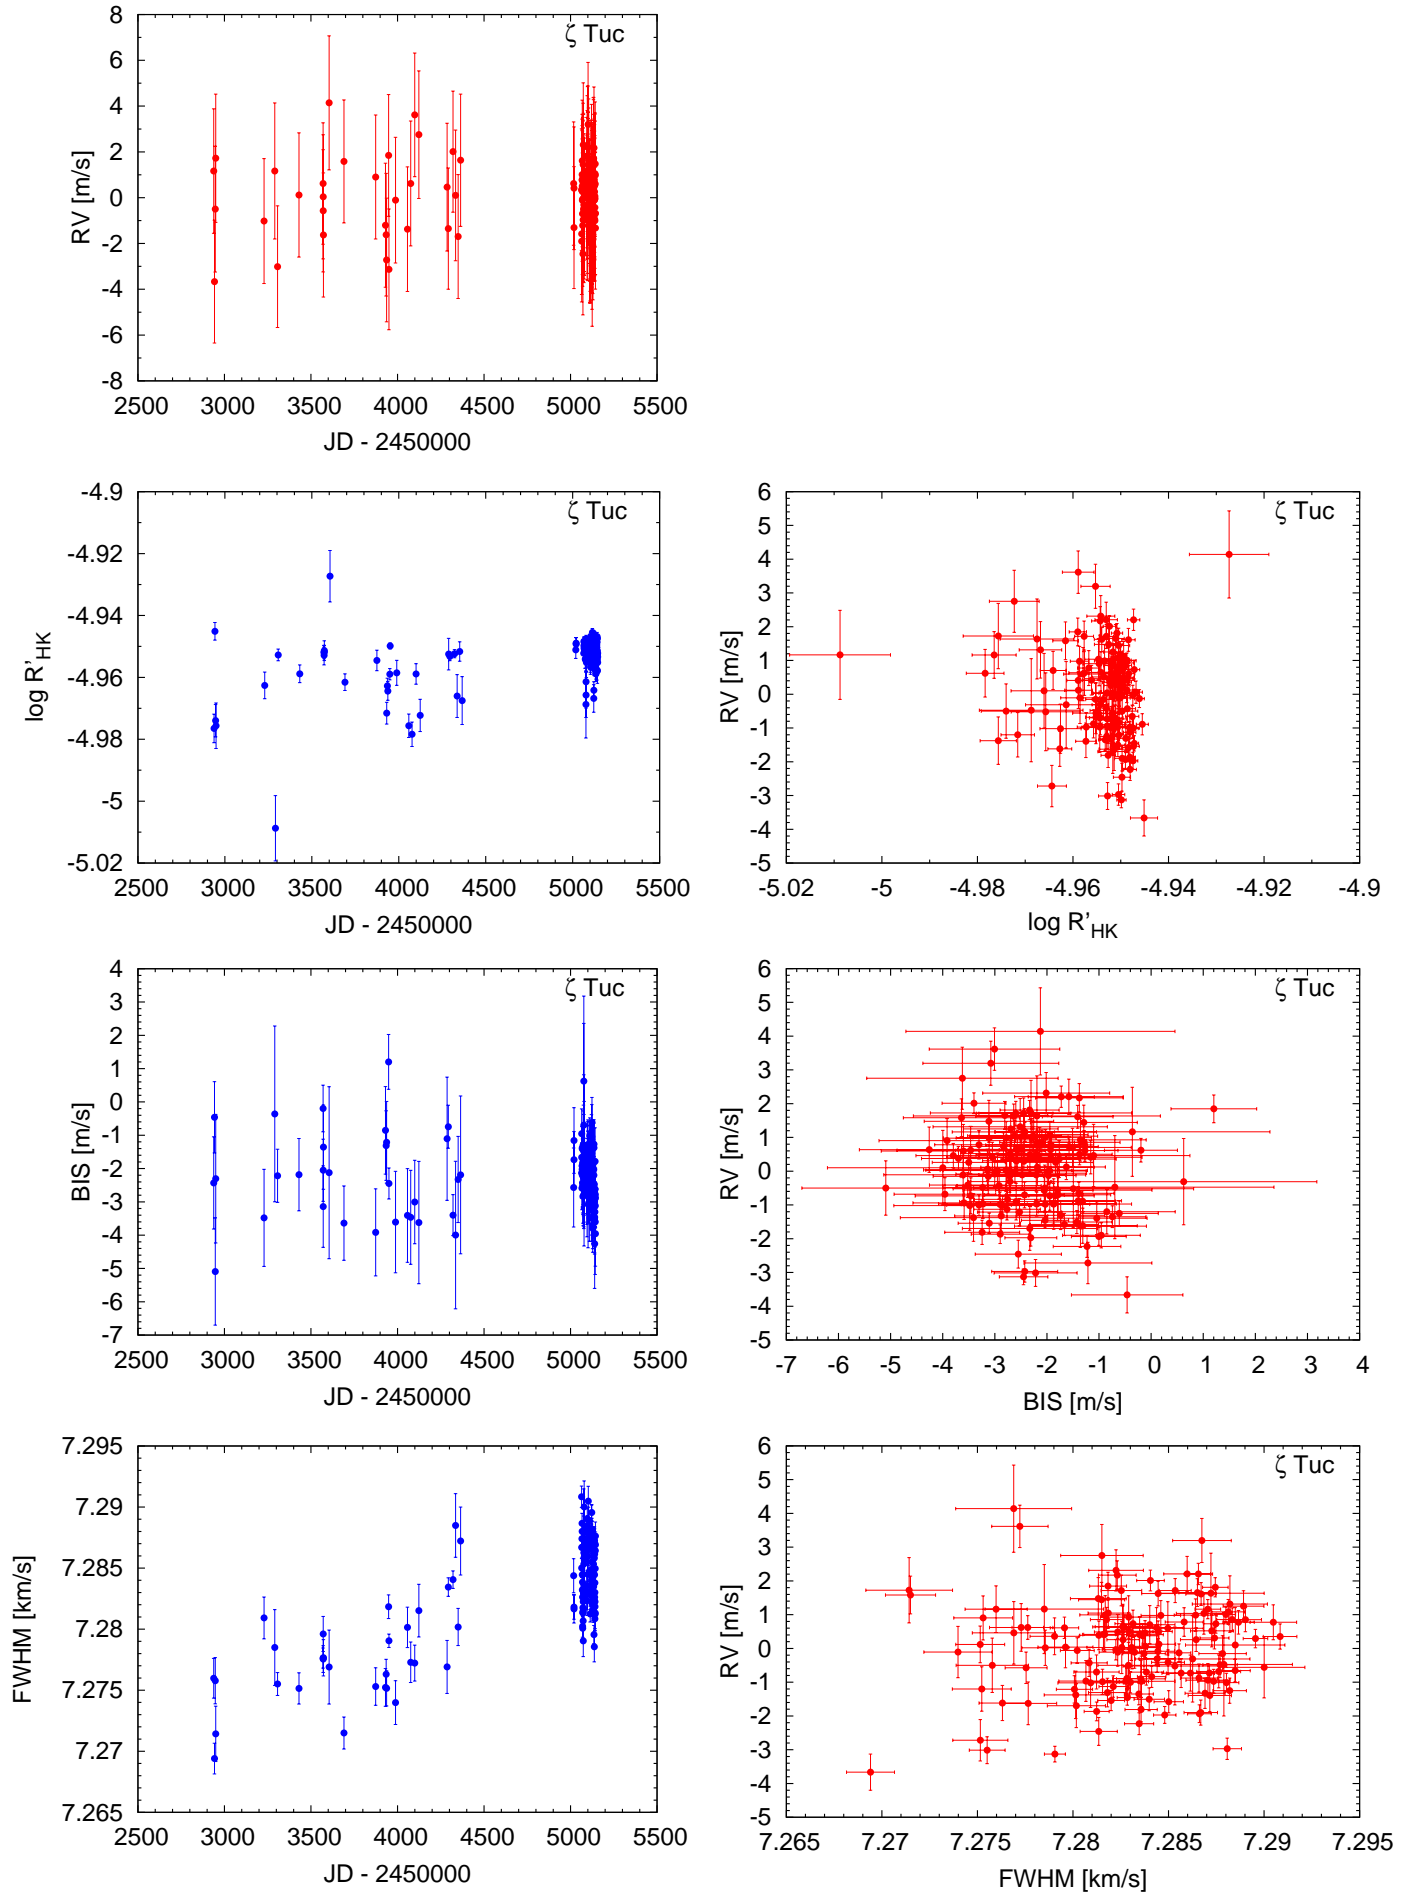 8
6
4
2
0
-2
-4
-6
-8
RV [m/s]
ζ Tuc
2500 3000 3500 4000 4500 5000 5500
JD - 2450000
-4.9
-4.92
-4.94
-4.96
-4.98
-5
-5.02
log R'HK
ζ Tuc
2500 3000 3500 4000 4500 5000 5500
JD - 2450000
6
5
4
3
2
1
0
-1
-2
-3
-4
-5
RV [m/s]
ζ Tuc
-5.02 -5 -4.98 -4.96 -4.94 -4.92 -4.9
log R'HK
4
3
2
1
0
-1
-2
-3
-4
-5
-6
-7
BIS [m/s]
ζ Tuc
2500 3000 3500 4000 4500 5000 5500
JD - 2450000
6
5
4
3
2
1
0
-1
-2
-3
-4
-5
RV [m/s]
ζ Tuc
-7 -6 -5 -4 -3 -2 -1 0 1 2 3 4
BIS [m/s]
7.295
7.29
7.285
7.28
7.275
7.27
7.265
FWHM [km/s]
2500 3000 3500 4000 4500 5000 5500
JD - 2450000
6
5
4
3
2
1
0
-1
-2
-3
-4
-5
RV [m/s]
ζ Tuc
7.265 7.27 7.275 7.28 7.285 7.29 7.295
FWHM [km/s]